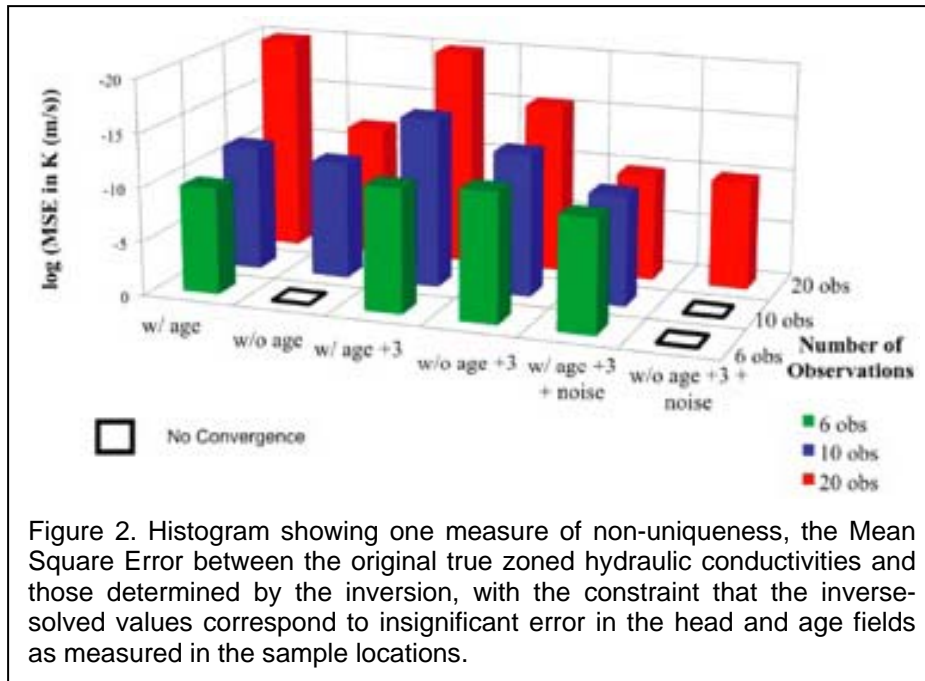 log (MSE in K (m/s))
-20
-15
-10
-5
0
w/ age
w/o age
w/ age +3
w/o age +3
w/ age +3
+ noise
w/o age +3 +
noise
6 obs
10 obs
20 obs
Number of
Observations
6 obs
10 obs
20 obs
No Convergence
Figure 2. Histogram showing one measure of non-uniqueness, the Mean
Square Error between the original true zoned hydraulic conductivities and
those determined by the inversion, with the constraint that the inverse-
solved values correspond to insignificant error in the head and age fields
as measured in the sample locations.